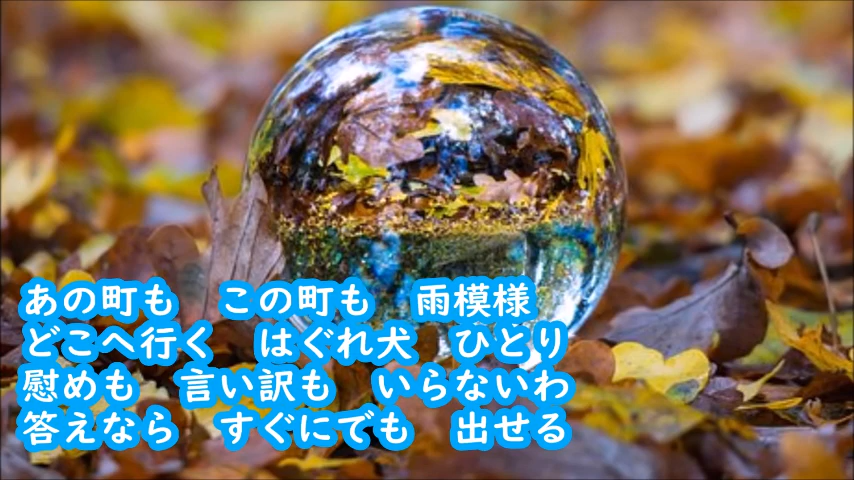 あの町も　この町も　雨模様
どこへ行く　はぐれ犬　ひとり
慰めも　言い訳も　いらないわ
答えなら　すぐにでも　出せる